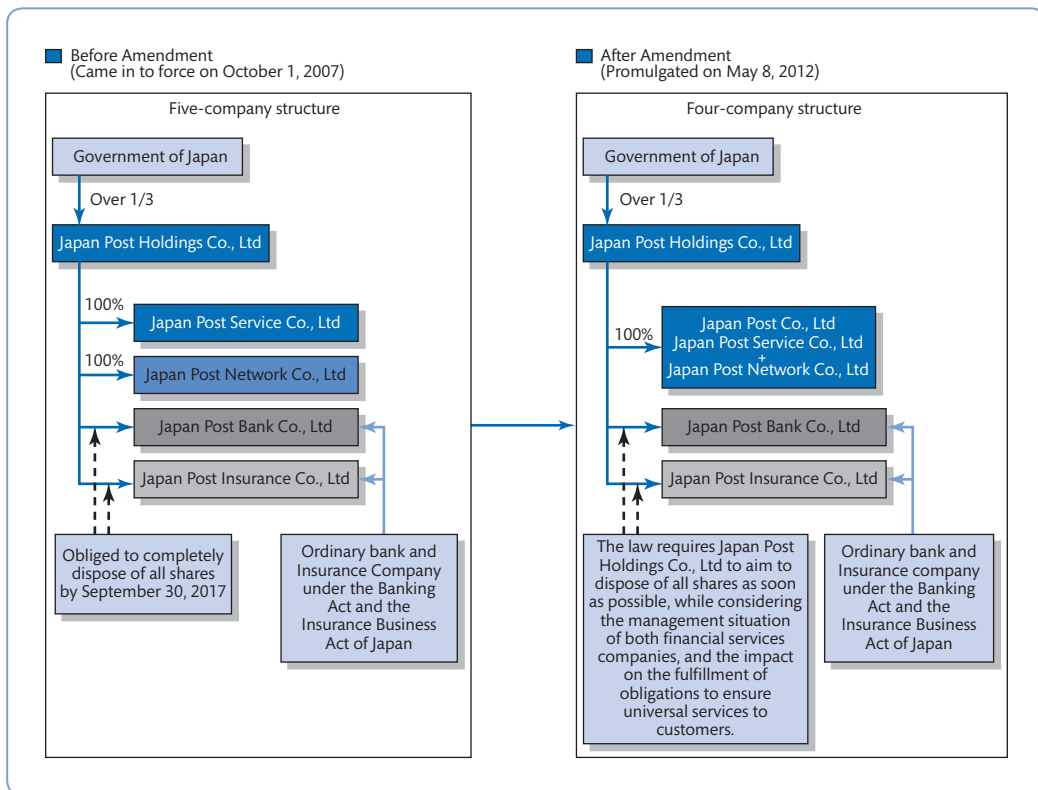 Before Amendment
(Came in to force on October 1, 2007)
Five-company structure
Government of Japan
Over 1/3
Japan Post Holdings Co., Ltd
100%
Japan Post Service Co., Ltd
100%
Japan Post Network Co., Ltd
Japan Post Bank Co., Ltd
Japan Post Insurance Co., Ltd
Obliged to completely
dispose of all shares
by September 30, 2017
Ordinary bank and
Insurance Company
under the Banking
Act and the
Insurance Business
Act of Japan
After Amendment
(Promulgated on May 8, 2012)
Four-company structure
Government of Japan
Over 1/3
Japan Post Holdings Co., Ltd
100%
Japan Post Co., Ltd
Japan Post Service Co., Ltd
+
Japan Post Network Co., Ltd
Japan Post Bank Co., Ltd
Japan Post Insurance Co., Ltd
The law requires Japan Post
Holdings Co., Ltd to aim to
dispose of all shares as soon
as possible, while considering
the management situation
of both financial services
companies, and the impact
on the fulfillment of
obligations to ensure
universal services to
customers.
Ordinary bank and
Insurance company
under the Banking
Act and the
Insurance Business
Act of Japan